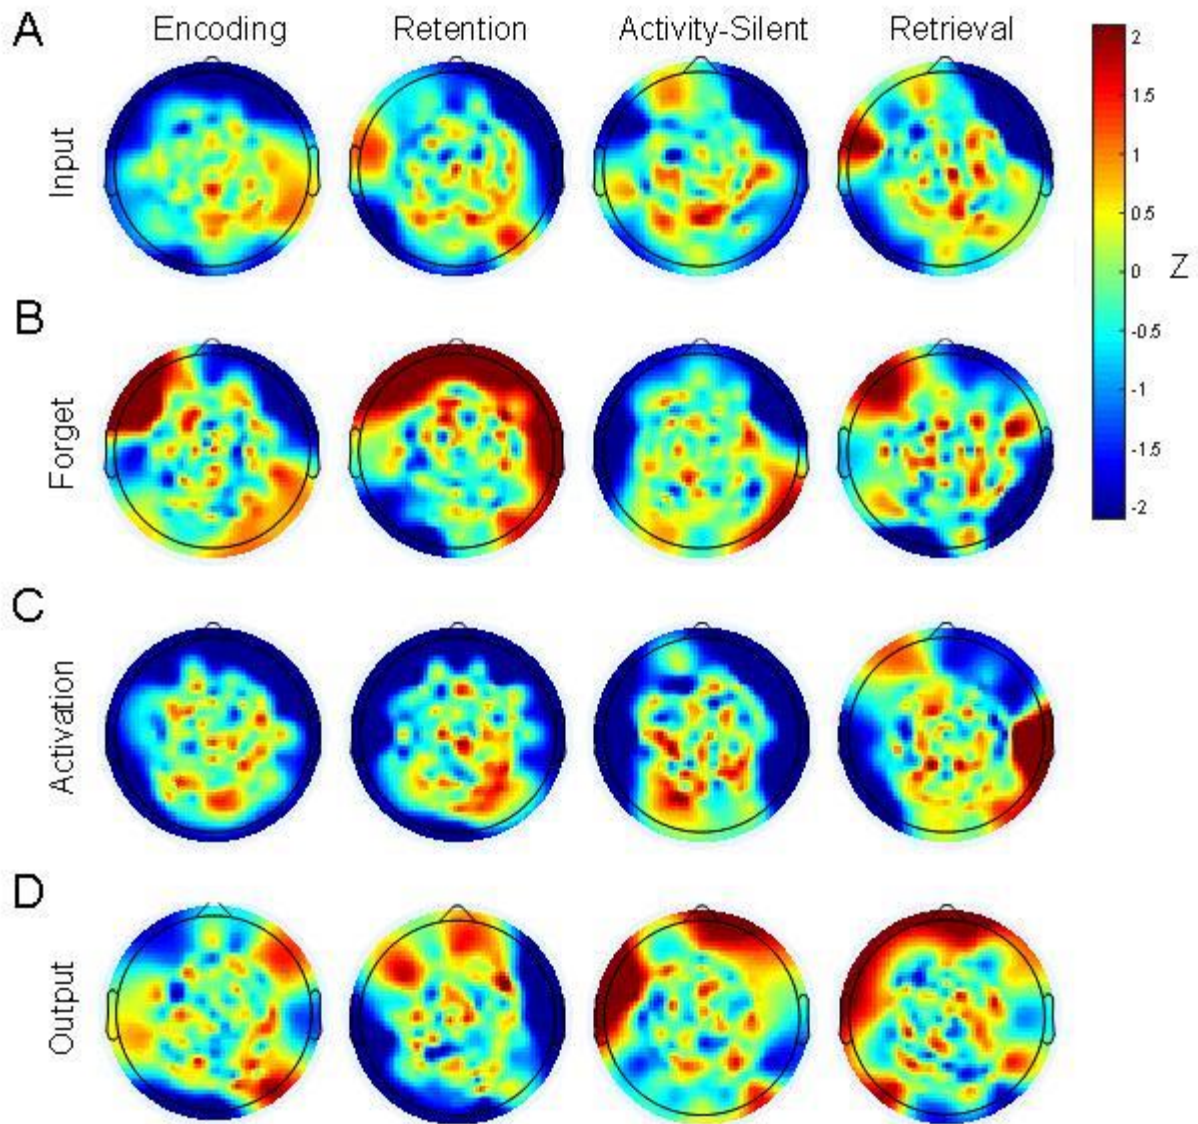 A Encoding Retention Activity-Silent Retrieval
Input
B
Forget
C
Activation
D
Output
2
1.5
1
0.5
0
-0.5
-1
-1.5
-2
Z